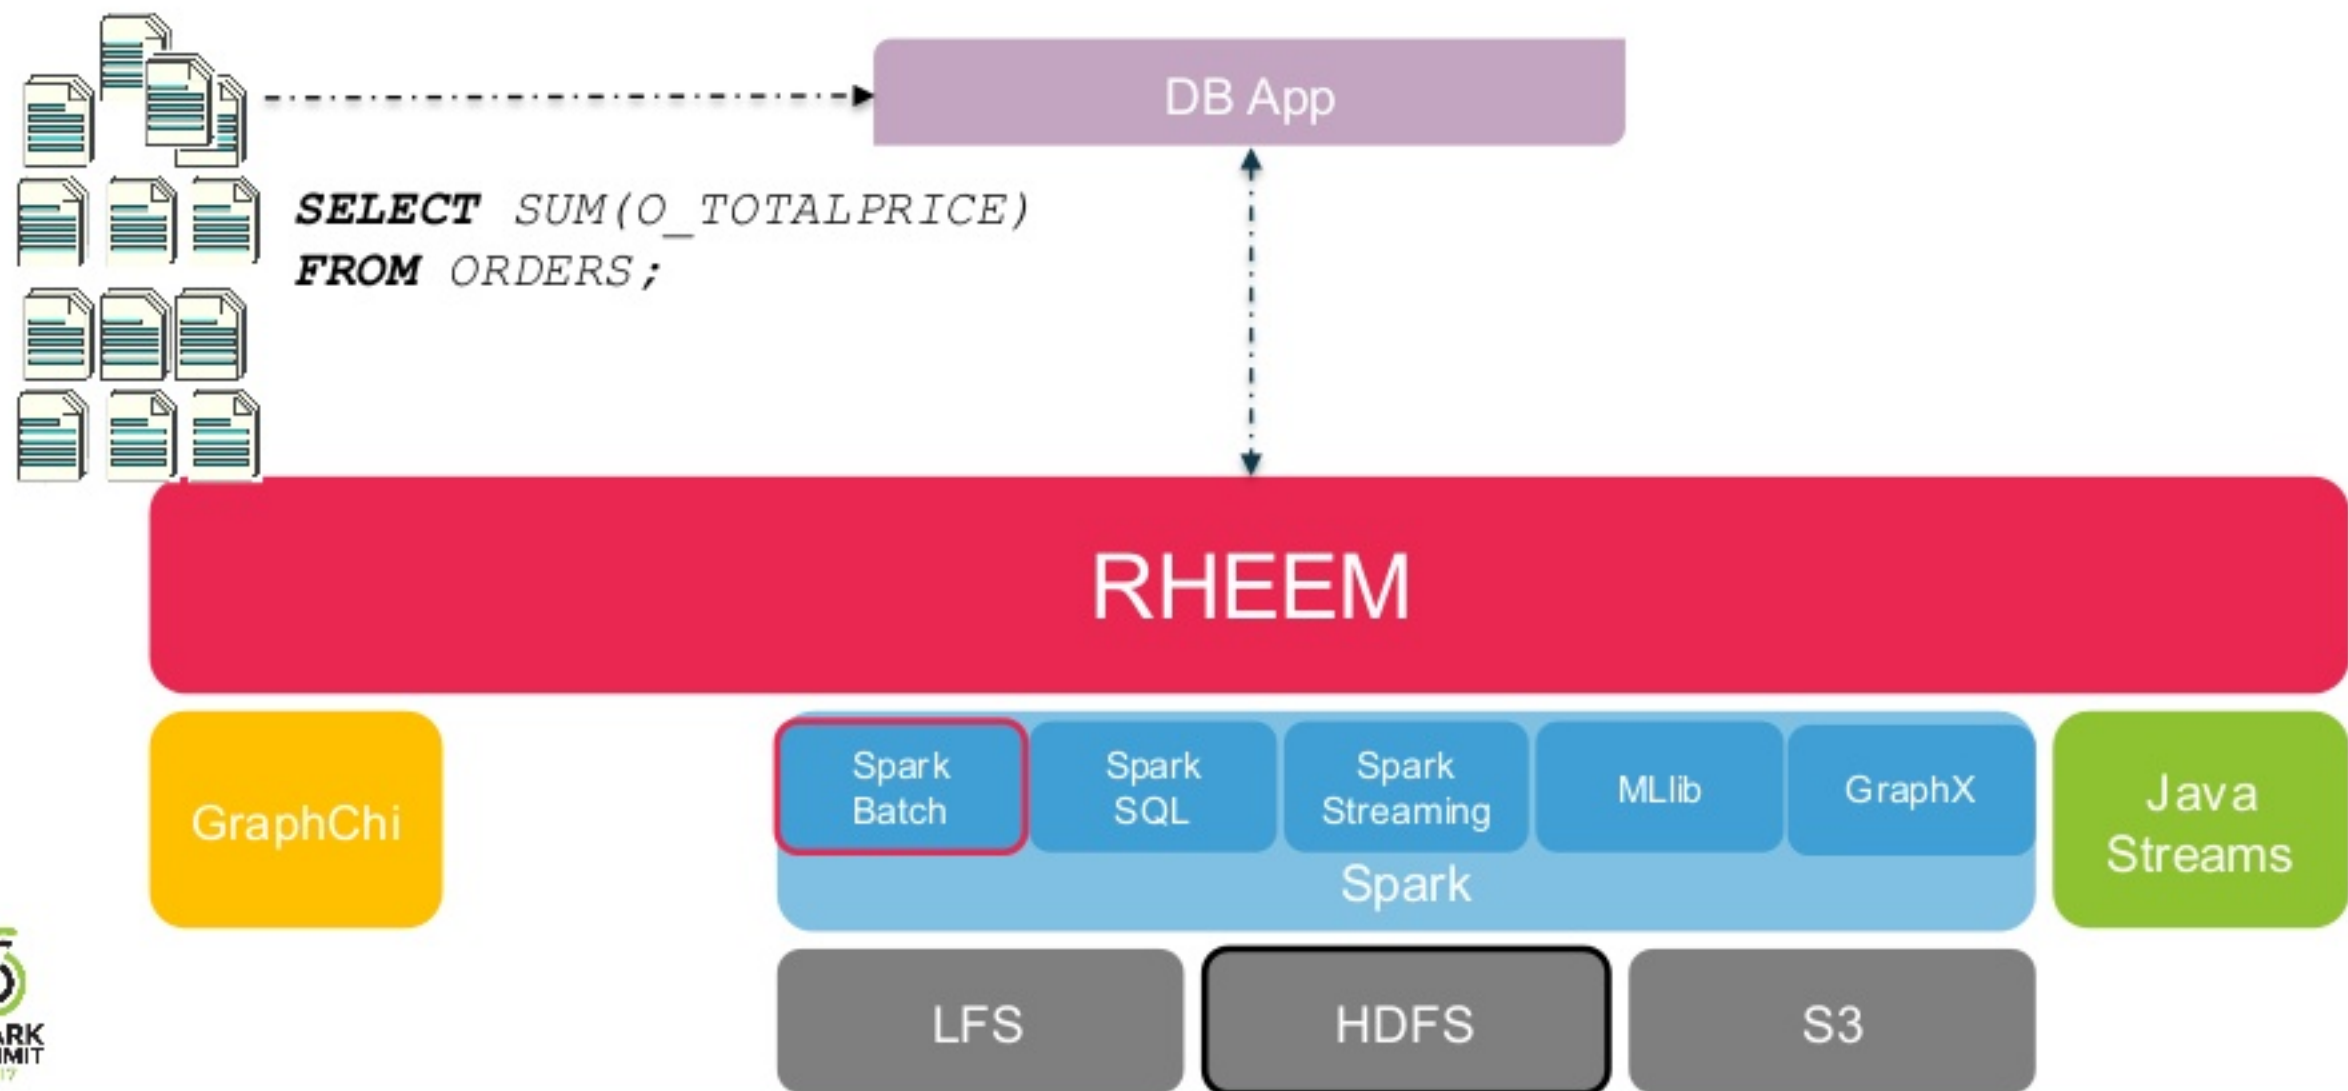 DB App
SELECT SUM(O_TOTALPRICE)
FROM ORDERS;
RHEEM
GraphChi
Spark
Batch
Spark
SQL
Spark
Streaming
MLlib
GraphX
Spark
Java
Streams
LFS
HDFS
S3